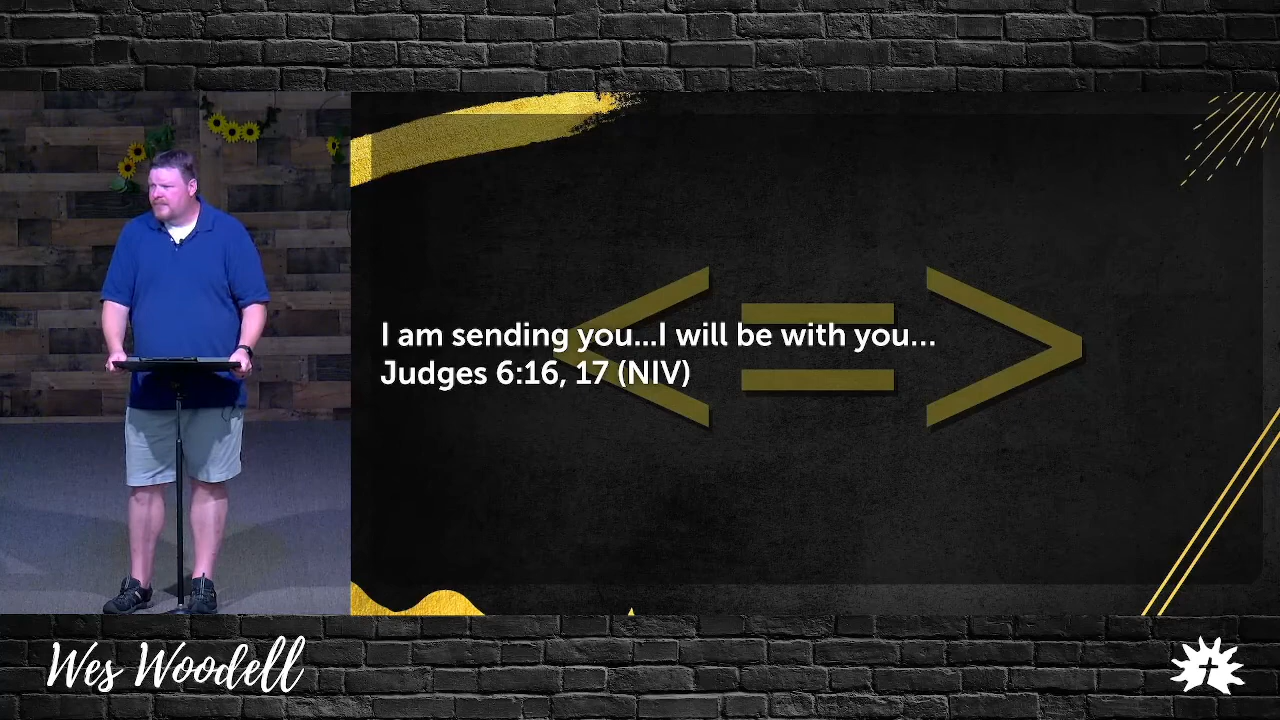 I am sending you...I will be with you...
Judges 6:16, 17 (NIV)
Wes Woodell